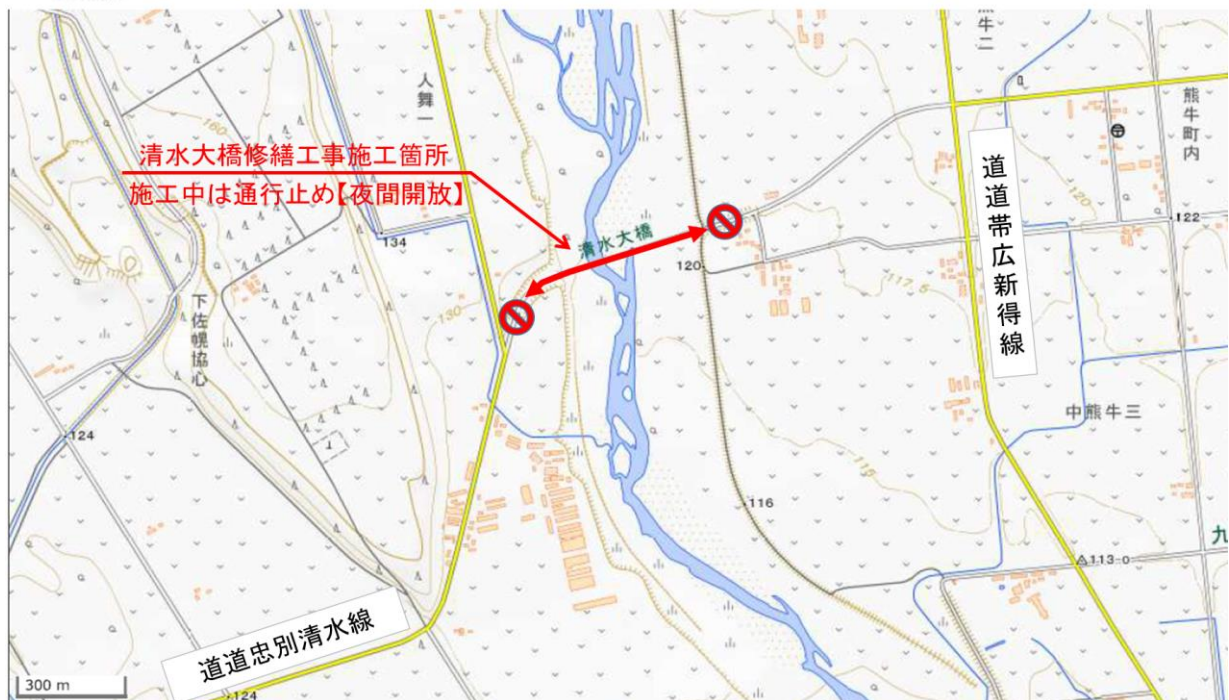 熊牛二
人舞一
160
熊牛町内
清水大橋修繕工事施工箇所
施工中は通行止め【夜間開放】
120
134
122
清水大橋
120
117.5
130
道道帯広新得線
下佐幌協心
中熊牛三
124
115
116
九
113.0
道道忠別清水線
124
300 m